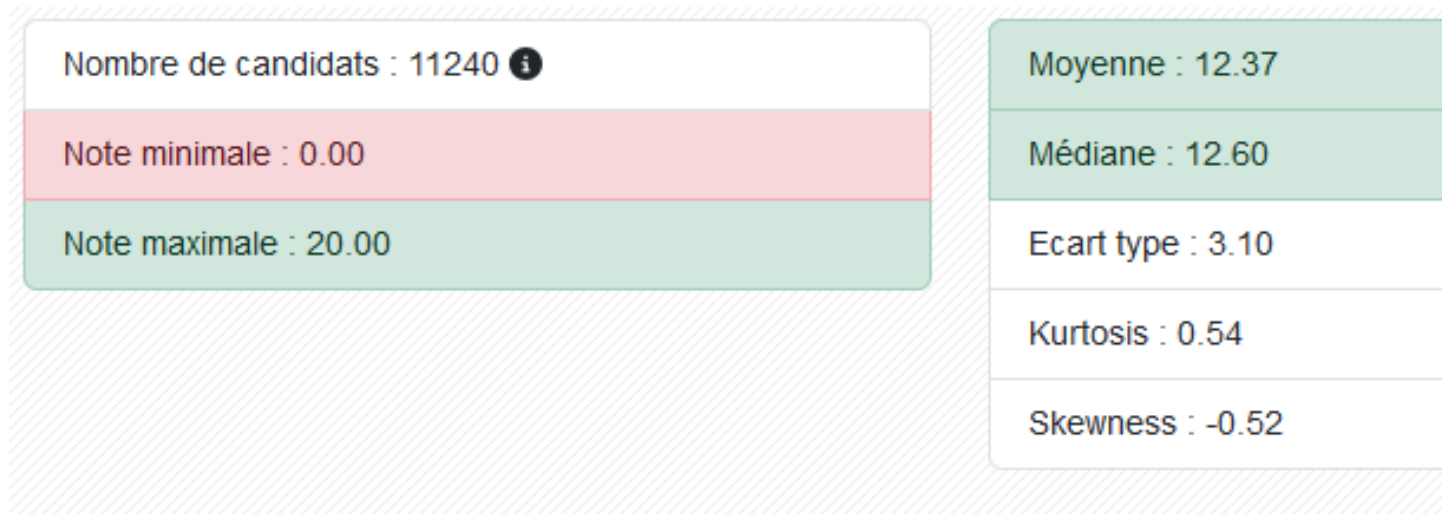 Nombre de candidats : 11240
Note minimale : 0.00
Note maximale : 20.00
Moyenne : 12.37
Médiane : 12.60
Ecart type : 3.10
Kurtosis : 0.54
Skewness : -0.52